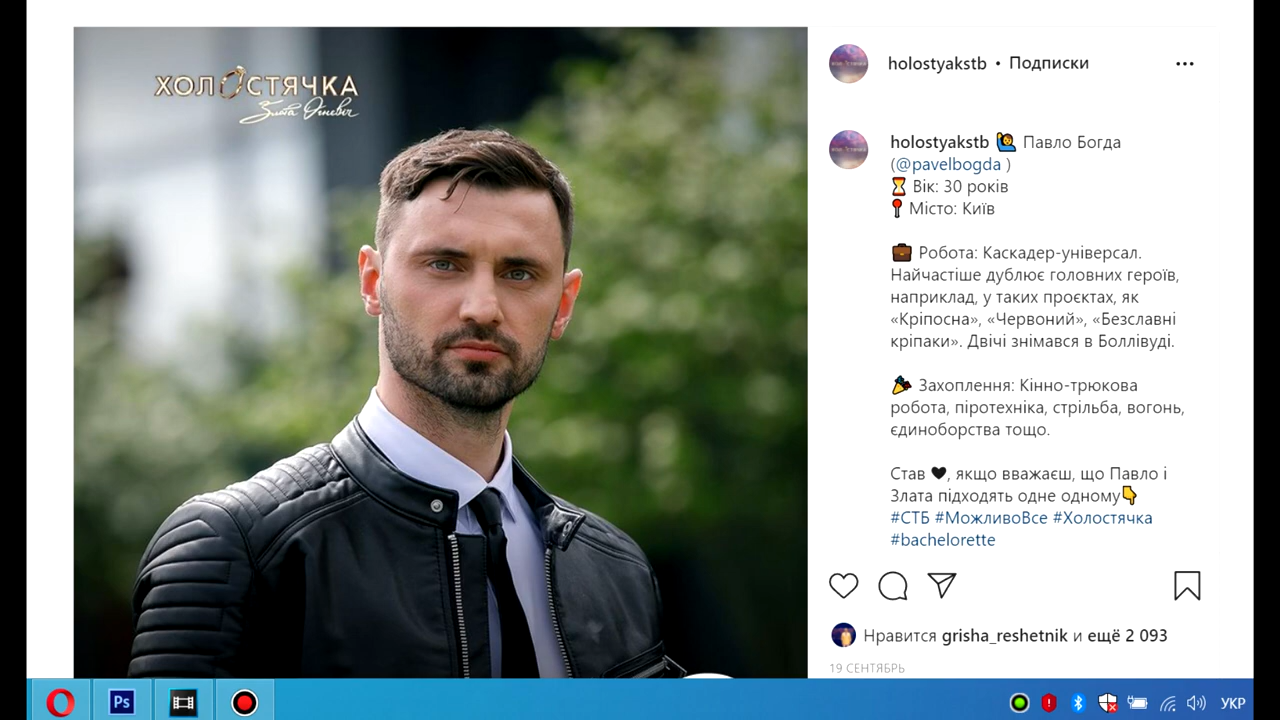 ХОЛОСТЯЧКА
Злата Огнєвіч
holostyakstb • Подписки
holostyakstb 🙋 Павло Богда
(@pavelbogda )
⏳ Вік: 30 років
📍 Місто: Київ
💼 Робота: Каскадер-універсал.
Найчастіше дублює головних героїв,
наприклад, у таких проєктах, як
«Кріпосна», «Червоний», «Безславні
кріпаки». Двічі знімався в Боллівуді.
🎉 Захоплення: Кінно-трюкова
робота, піротехніка, стрільба, вогонь,
єдиноборства тощо.
Став 🖤, якщо вважаєш, що Павло і
Злата підходять одне одному👇
#СТБ #МожливоВсе #Холостячка
#bachelorette
Нравится grisha_reshetnik и ещё 2 093
19 СЕНТЯБРЬ
Ps
УКР